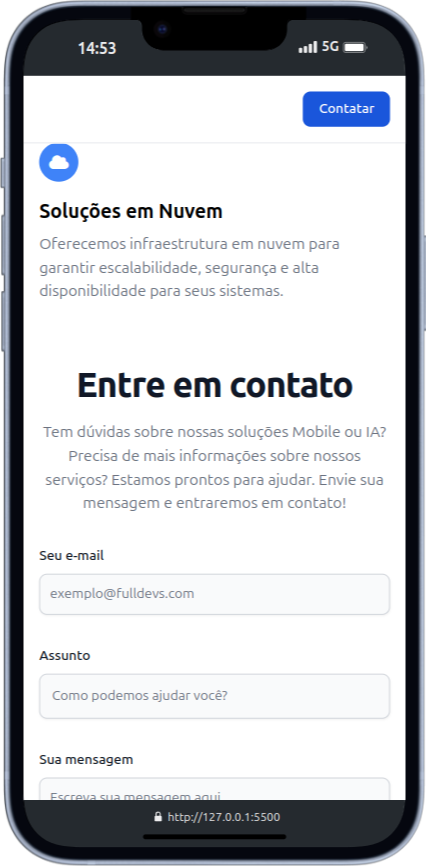 14:53
5G
Contatar
Soluções em Nuvem
Oferecemos infraestrutura em nuvem para
garantir escalabilidade, segurança e alta
disponibilidade para seus sistemas.
Entre em contato
Tem dúvidas sobre nossas soluções Mobile ou IA?
Precisa de mais informações sobre nossos
serviços? Estamos prontos para ajudar. Envie sua
mensagem e entraremos em contato!
Seu e-mail
exemplo@fulldevs.com
Assunto
Como podemos ajudar você?
Sua mensagem
Escreva sua mensagem aqui
http://127.0.0.1:5500